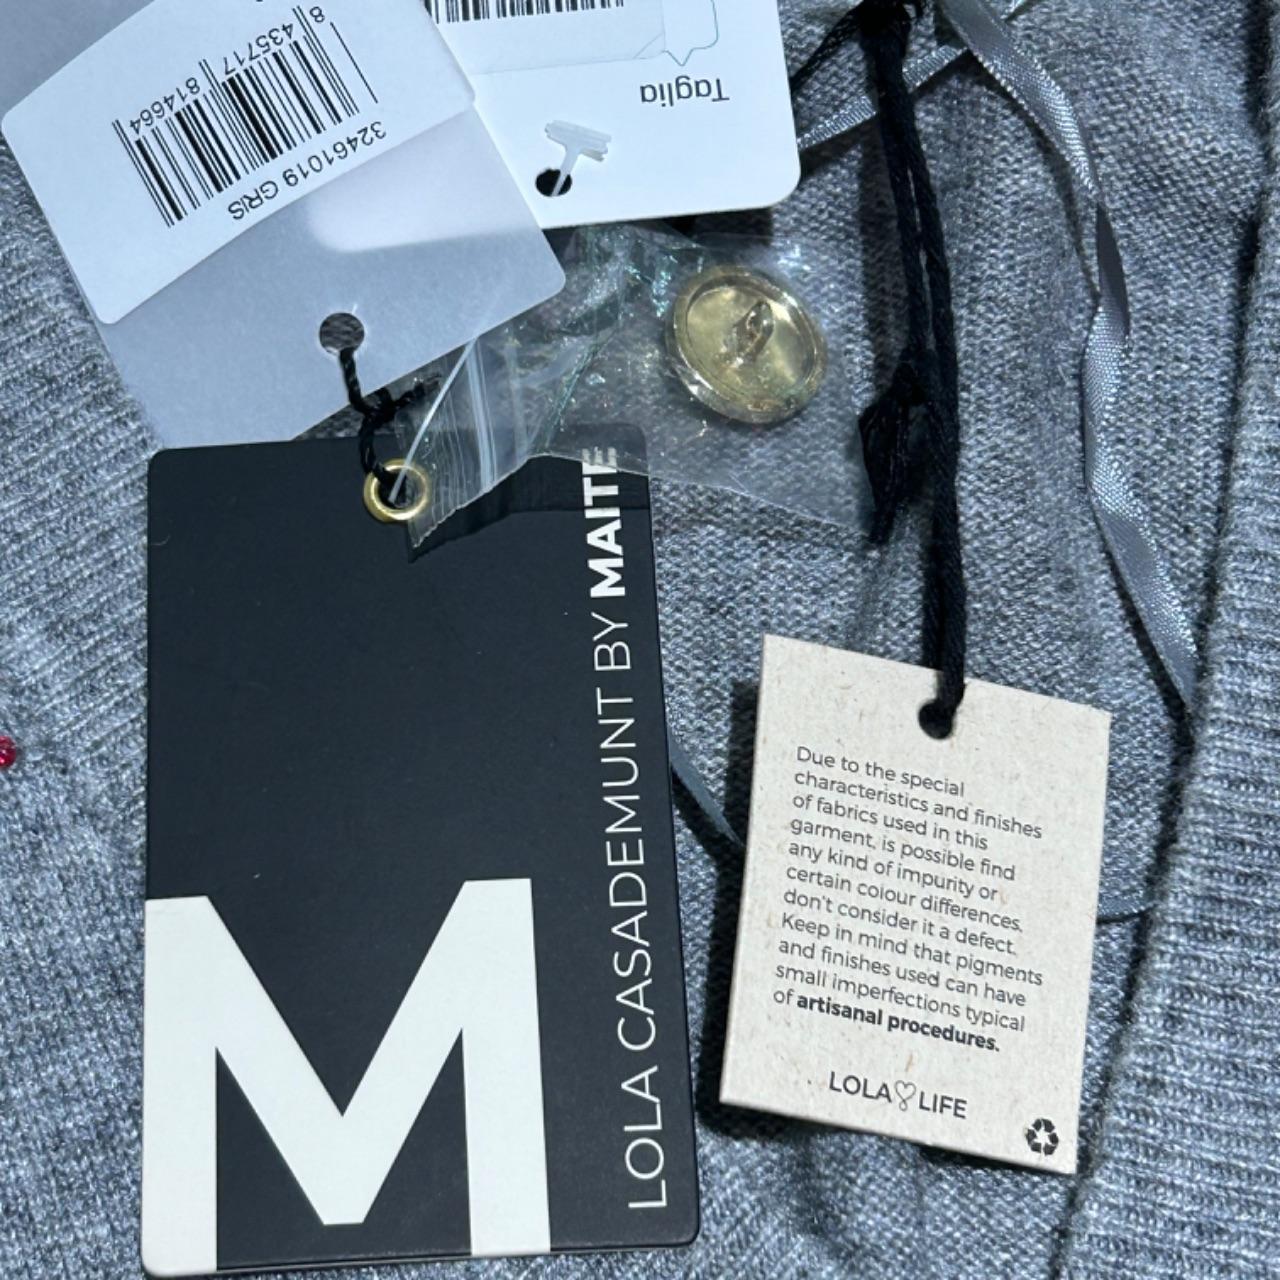 8 435717 814664
32461019 GRIS
Taglia
LOLA CASADEMUNT BY MAITE
M
Due to the special
characteristics and finishes
of fabrics used in this
garment, is possible find
any kind of impurity or
certain colour differences,
don't consider it a defect.
Keep in mind that pigments
and finishes used can have
small imperfections typical
of artisanal procedures.
LOLA LIFE